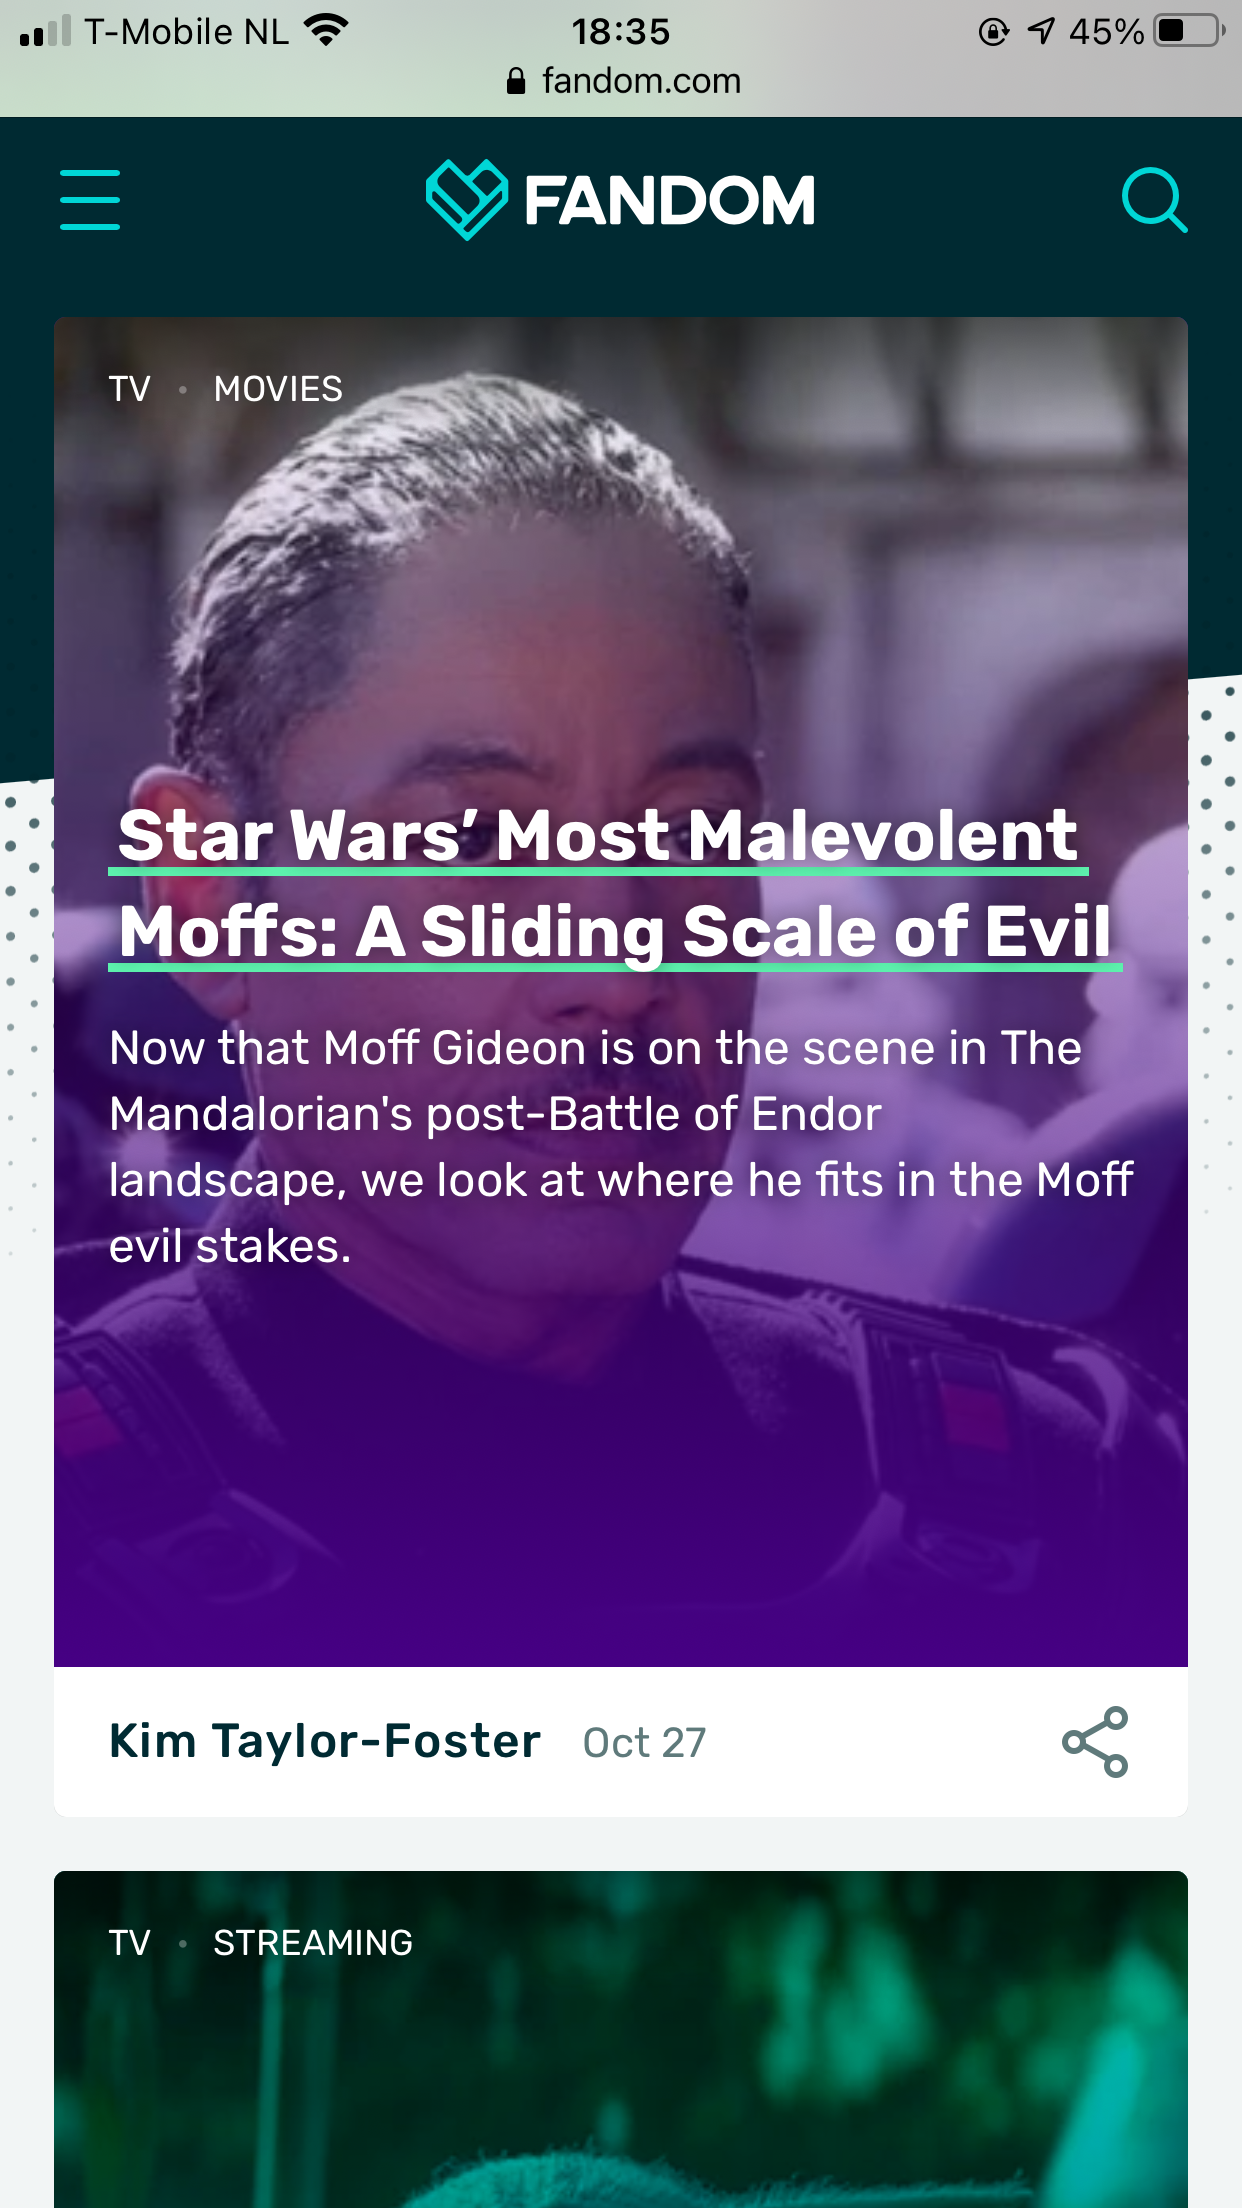 T-Mobile NL 18:35 45%
fandom.com
FANDOM
TV • MOVIES
Star Wars’ Most Malevolent
Moffs: A Sliding Scale of Evil
Now that Moff Gideon is on the scene in The
Mandalorian's post-Battle of Endor
landscape, we look at where he fits in the Moff
evil stakes.
Kim Taylor-Foster Oct 27
TV • STREAMING